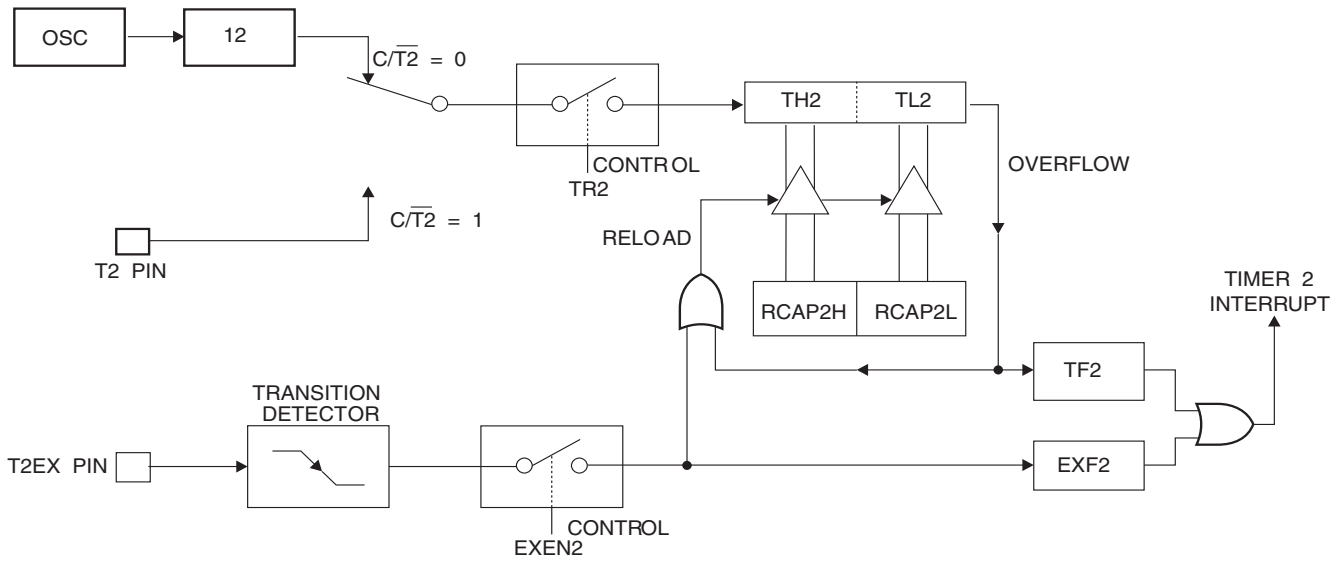 OSC
12
C/T2 = 0
TH2
TL2
CONTROL
TR2
OVERFLOW
C/T2 = 1
T2 PIN
RELOAD
RCAP2H
RCAP2L
TIMER 2
INTERRUPT
TF2
TRANSITION
DETECTOR
T2EX PIN
EXF2
CONTROL
EXEN2